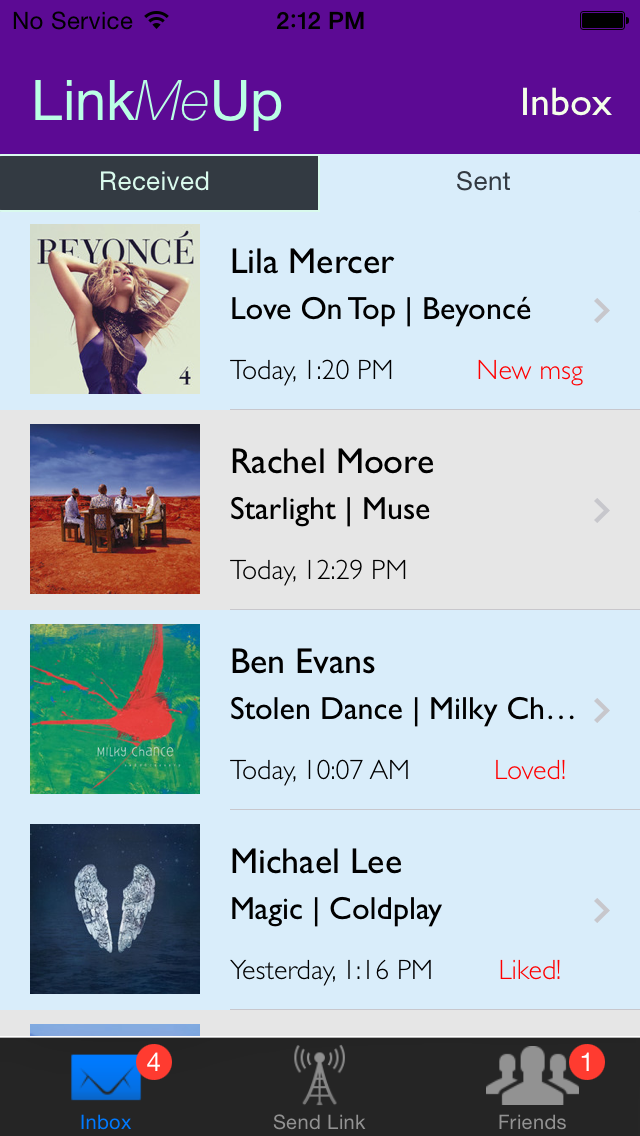 No Service 2:12 PM
LinkMeUp Inbox
Received Sent
BEYONCÉ
4
Lila Mercer
Love On Top | Beyoncé
Today, 1:20 PM New msg
Rachel Moore
Starlight | Muse
Today, 12:29 PM
MILKY chance
Ben Evans
Stolen Dance | Milky Ch...
Today, 10:07 AM Loved!
Michael Lee
Magic | Coldplay
Yesterday, 1:16 PM Liked!
4 1
Inbox Send Link Friends